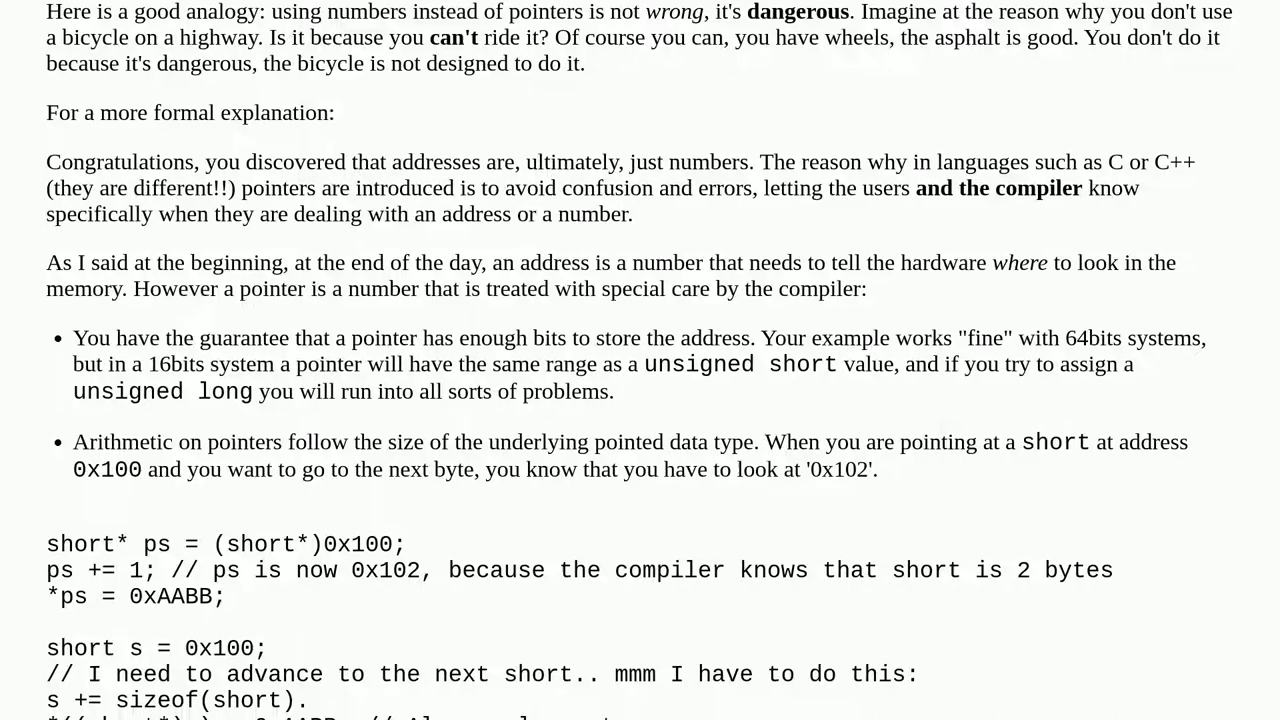 Here is a good analogy: using numbers instead of pointers is not wrong, it's dangerous. Imagine at the reason why you don't use
a bicycle on a highway. Is it because you can't ride it? Of course you can, you have wheels, the asphalt is good. You don't do it
because it's dangerous, the bicycle is not designed to do it.
For a more formal explanation:
Congratulations, you discovered that addresses are, ultimately, just numbers. The reason why in languages such as C or C++
(they are different!!) pointers are introduced is to avoid confusion and errors, letting the users and the compiler know
specifically when they are dealing with an address or a number.
As I said at the beginning, at the end of the day, an address is a number that needs to tell the hardware where to look in the
memory. However a pointer is a number that is treated with special care by the compiler:
• You have the guarantee that a pointer has enough bits to store the address. Your example works "fine" with 64bits systems,
but in a 16bits system a pointer will have the same range as a unsigned short value, and if you try to assign a
unsigned long you will run into all sorts of problems.
• Arithmetic on pointers follow the size of the underlying pointed data type. When you are pointing at a short at address
0x100 and you want to go to the next byte, you know that you have to look at '0x102'.
short* ps = (short*)0x100;
ps += 1; // ps is now 0x102, because the compiler knows that short is 2 bytes
*ps = 0xAABB;
short s = 0x100;
// I need to advance to the next short.. mmm I have to do this:
s += sizeof(short).